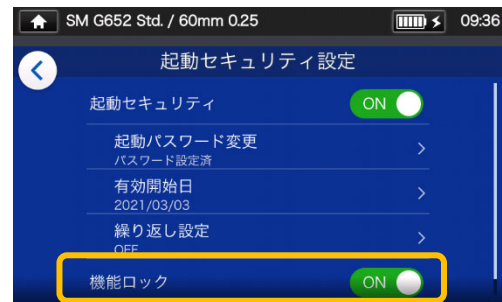 SM G652 Std. / 60mm 0.25 09:36
起動セキュリティ設定
起動セキュリティ ON
起動パスワード変更
パスワード設定済
有効開始日
2021/03/03
繰り返し設定
OFF
機能ロック ON